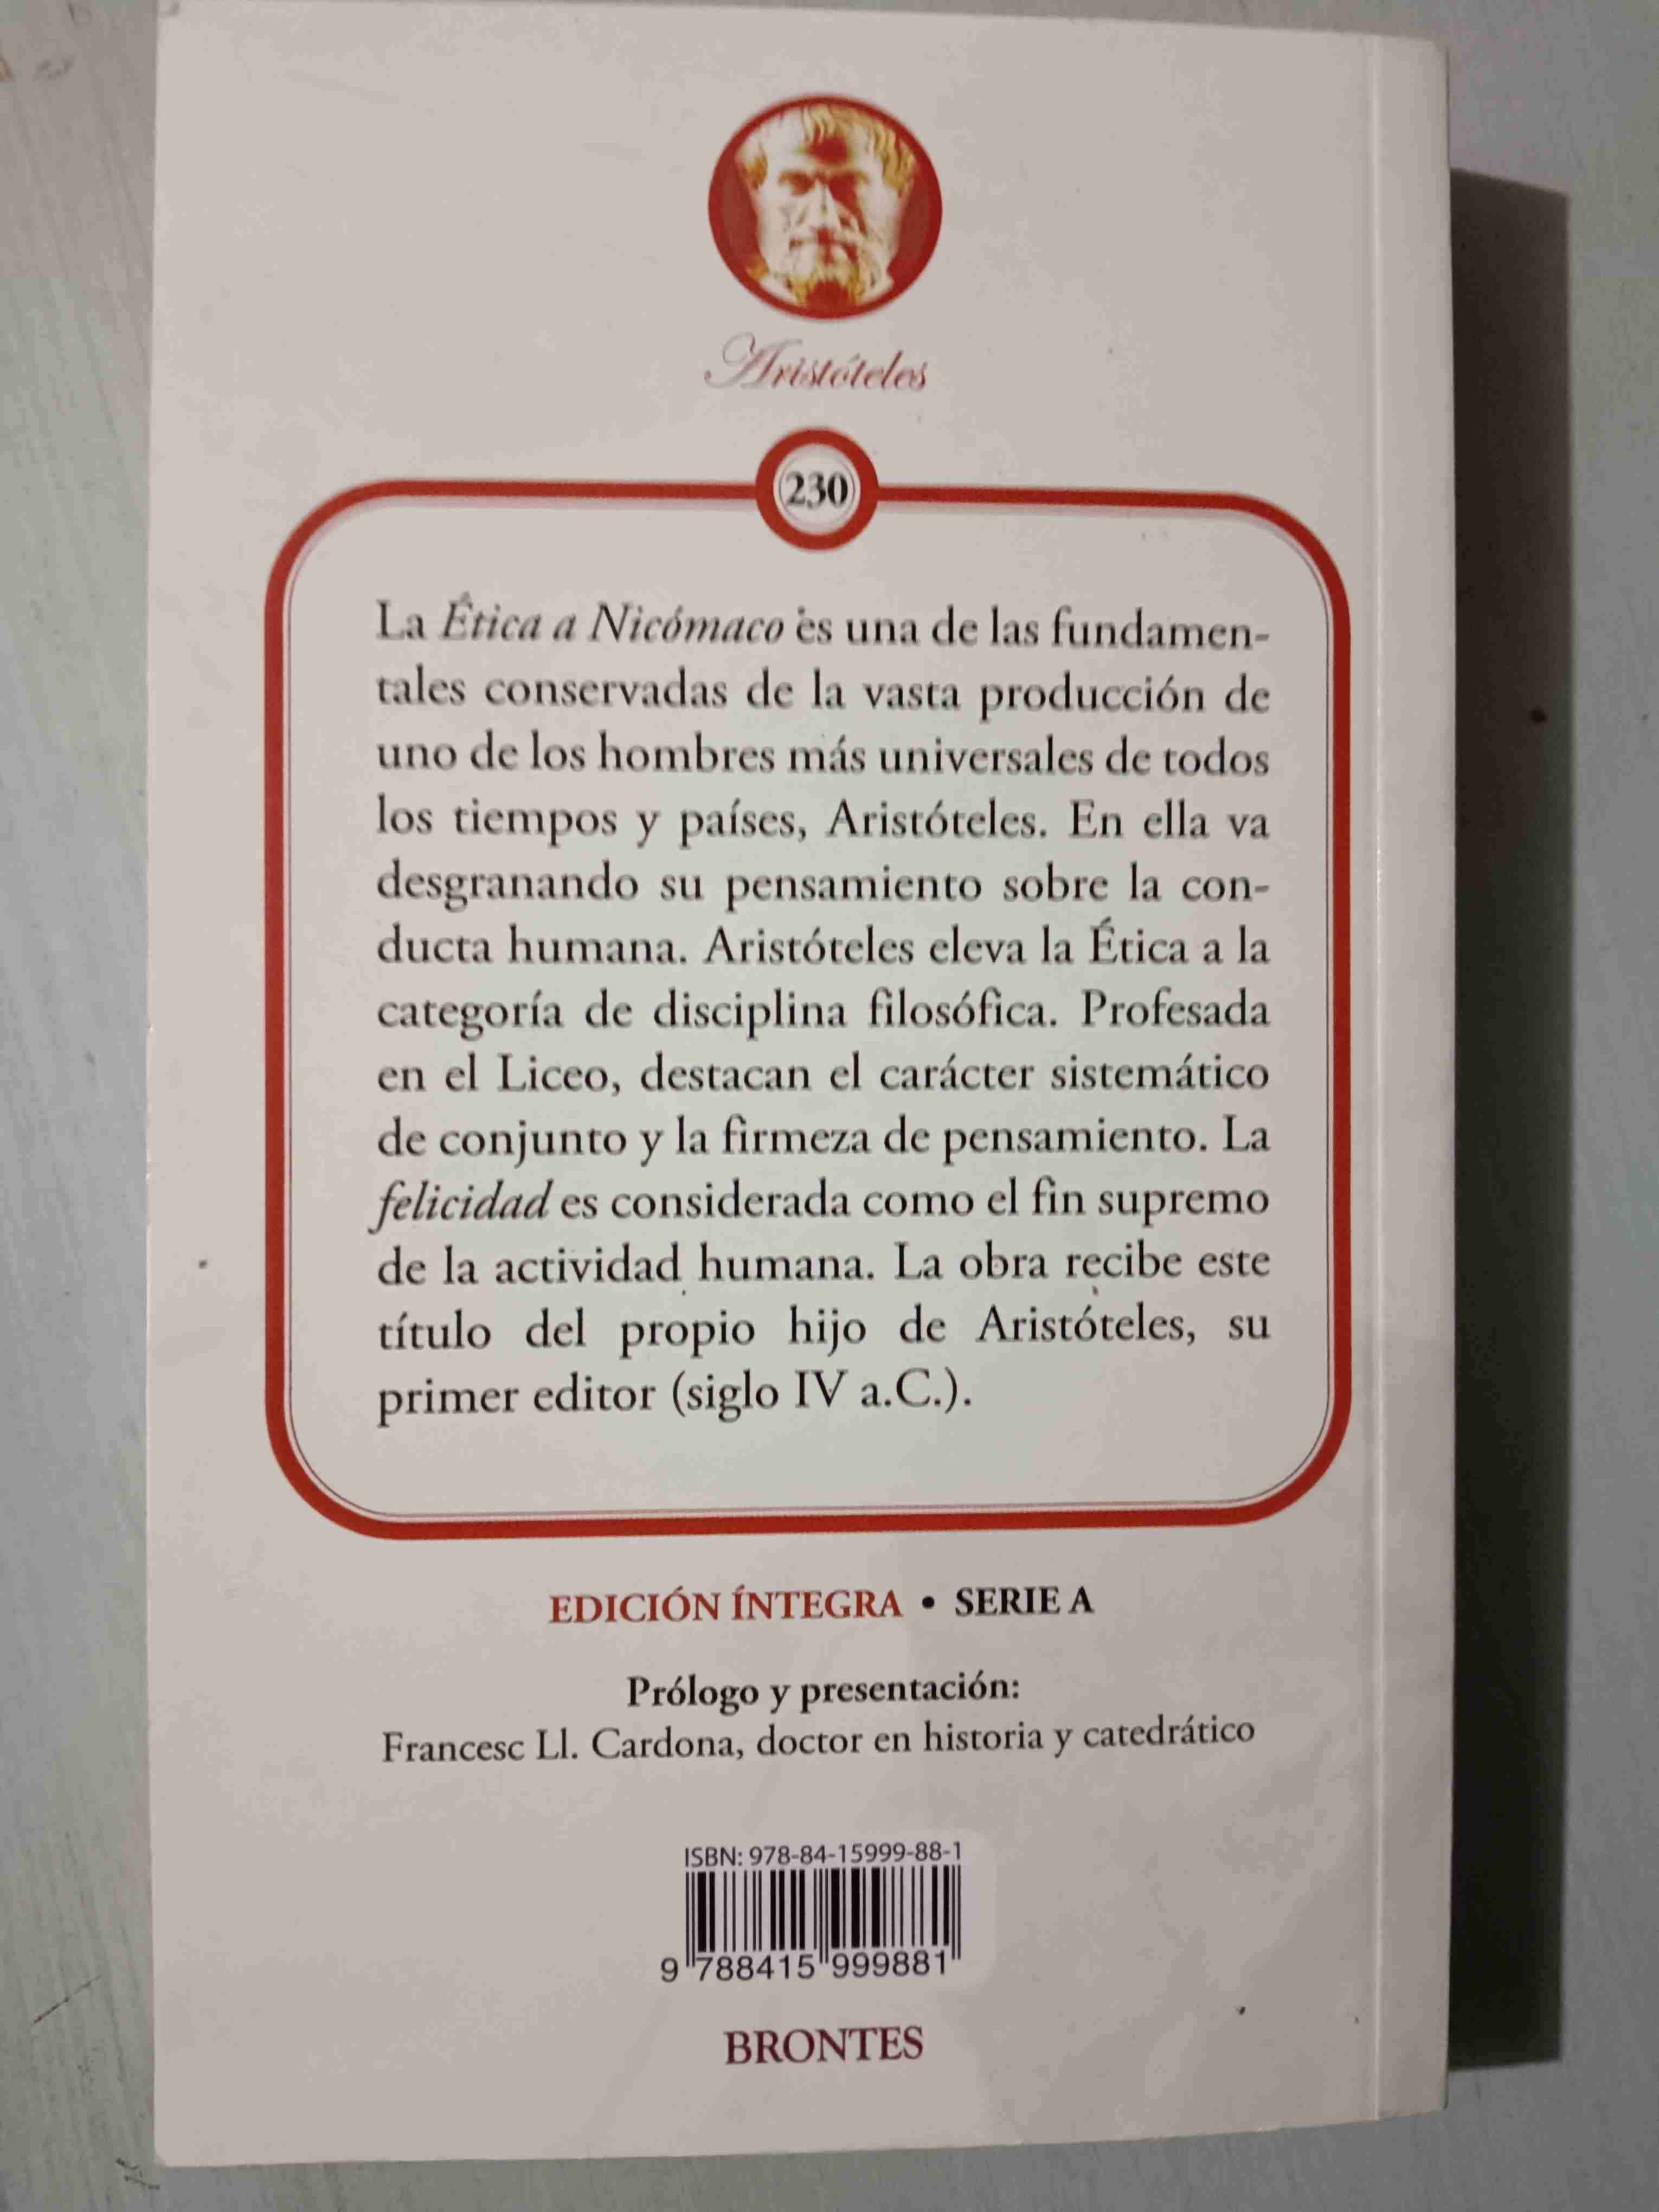 Aristóteles
230
La Ética a Nicómaco es una de las fundamen-
tales conservadas de la vasta producción de
uno de los hombres más universales de todos
los tiempos y países, Aristóteles. En ella va
desgranando su pensamiento sobre la con-
ducta humana. Aristóteles eleva la Ética a la
categoría de disciplina filosófica. Profesada
en el Liceo, destacan el carácter sistemático
de conjunto y la firmeza de pensamiento. La
felicidad es considerada como el fin supremo
de la actividad humana. La obra recibe este
título del propio hijo de Aristóteles, su
primer editor (siglo IV a.C.).
EDICIÓN ÍNTEGRA • SERIE A
Prólogo y presentación:
Francesc Ll. Cardona, doctor en historia y catedrático
ISBN: 978-84-15999-88-1
9 788415 999881
BRONTES